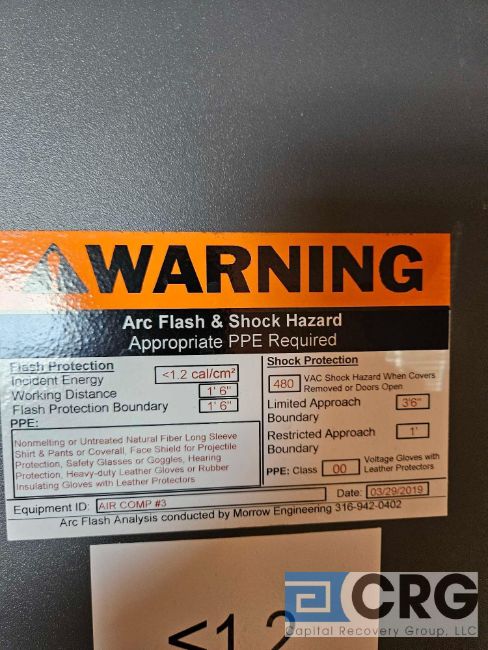 WARNING
Arc Flash & Shock Hazard
Appropriate PPE Required
Flash Protection
Incident Energy <1.2 cal/cm²
Working Distance 1' 6"
Flash Protection Boundary 1' 6"
PPE:
Nonmelting or Untreated Natural Fiber Long Sleeve
Shirt & Pants or Coverall, Face Shield for Projectile
Protection, Safety Glasses or Goggles, Hearing
Protection, Heavy-duty Leather Gloves or Rubber
Insulating Gloves with Leather Protectors
Shock Protection
480 VAC Shock Hazard When Covers
Removed or Doors Open
Limited Approach
Boundary 3'6"
Restricted Approach
Boundary 1'
PPE: Class 00 Voltage Gloves with
Leather Protectors
Equipment ID: AIR COMP #3 Date: 03/29/2019
Arc Flash Analysis conducted by Morrow Engineering 316-942-0402
<1.2
CRG
Capital Recovery Group, LLC